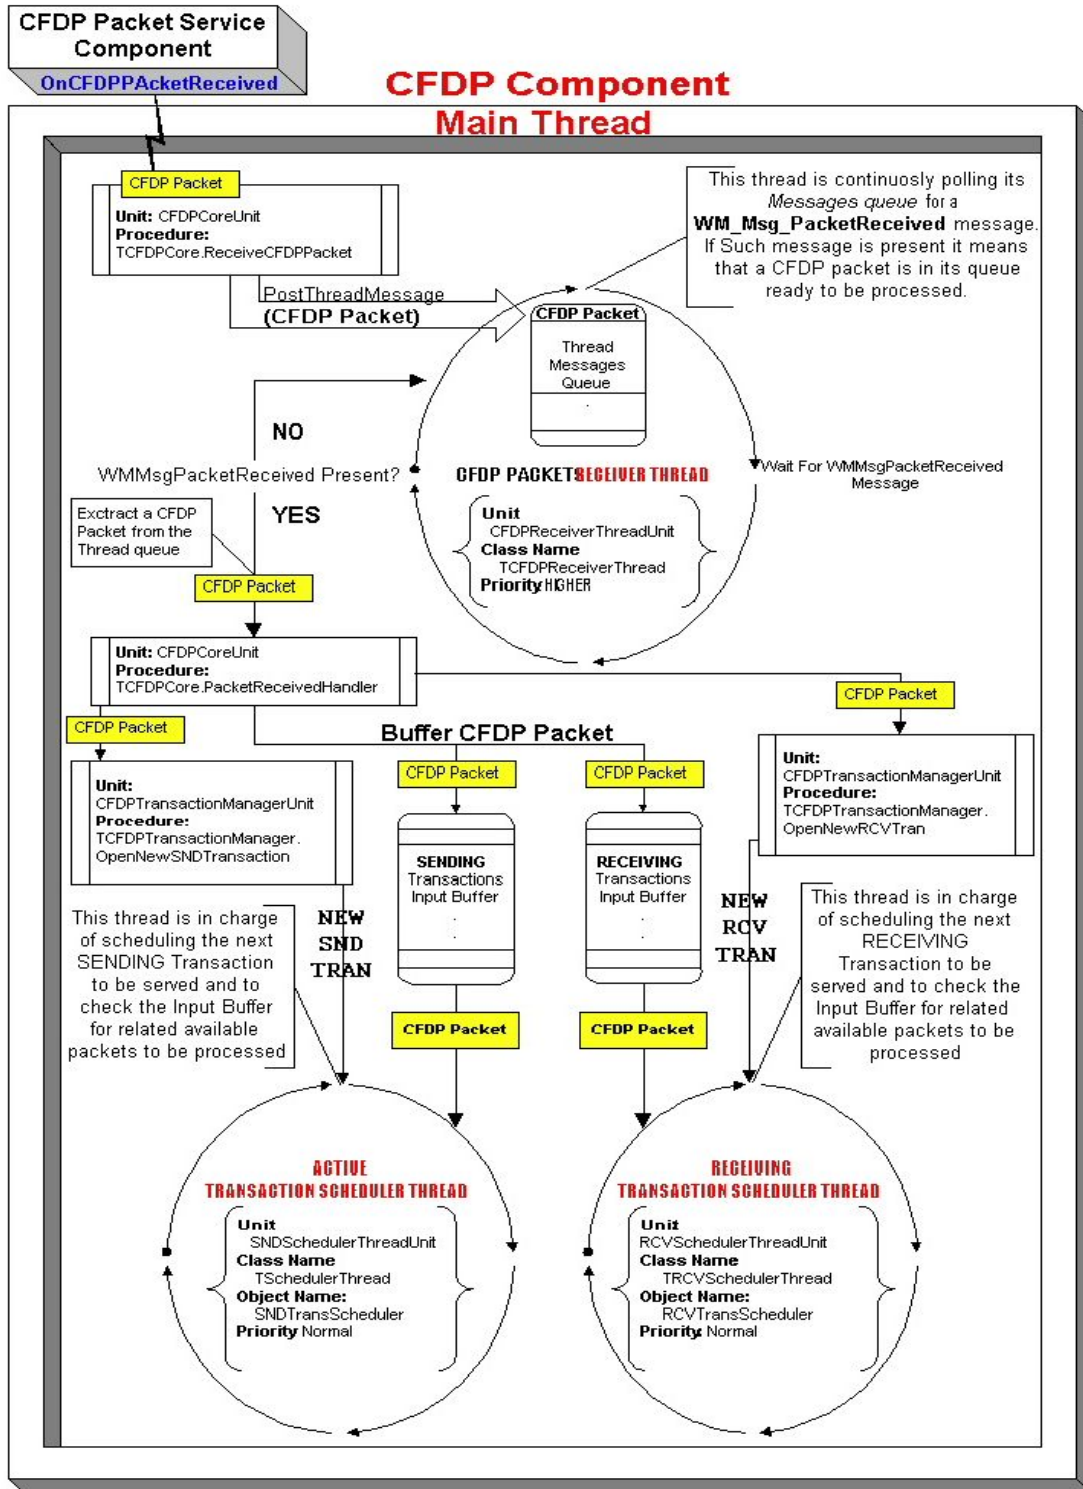 CFDP Packet Service
Component
OnCFDPPAcketReceived
CFDP Component
Main Thread
CFDP Packet
Unit: CFDPCoreUnit
Procedure:
TCFDPCore.ReceiveCFDPPacket
This thread is continuosly polling its
Messages queue for a
WM_Msg_PacketReceived message.
If Such message is present it means
that a CFDP packet is in its queue
ready to be processed.
PostThreadMessage
(CFDP Packet)
CFDP Packet
Thread
Messages
Queue
.
NO
WMMsgPacketReceived Present?
YES
CFDP PACKETS RECEIVER THREAD
Wait For WMMsgPacketReceived
Message
Unit
CFDPReceiverThreadUnit
Class Name
TCFDPReceiverThread
Priority:HIGHER
Exctract a CFDP
Packet from the
Thread queue
CFDP Packet
Unit: CFDPCoreUnit
Procedure:
TCFDPCore.PacketReceivedHandler
CFDP Packet
CFDP Packet
Buffer CFDP Packet
CFDP Packet
CFDP Packet
Unit:
CFDPTransactionManagerUnit
Procedure:
TCFDPTransactionManager.
OpenNewSNDTransaction
Unit:
CFDPTransactionManagerUnit
Procedure:
TCFDPTransactionManager.
OpenNewRCVTran
SENDING
Transactions
Input Buffer
.
.
RECEIVING
Transactions
Input Buffer
.
.
NEW
SND
TRAN
NEW
RCV
TRAN
This thread is in charge
of scheduling the next
SENDING Transaction
to be served and to
check the Input Buffer
for related available
packets to be processed
This thread is in charge
of scheduling the next
RECEIVING
Transaction to be
served and to check the
Input Buffer for related
available packets to be
processed
CFDP Packet
CFDP Packet
ACTIVE
TRANSACTION SCHEDULER THREAD
Unit
SNDSchedulerThreadUnit
Class Name
TSchedulerThread
Object Name:
SNDTransScheduler
Priority: Normal
RECEIVING
TRANSACTION SCHEDULER THREAD
Unit
RCVSchedulerThreadUnit
Class Name
TRCVSchedulerThread
Object Name:
RCVTransScheduler
Priority: Normal